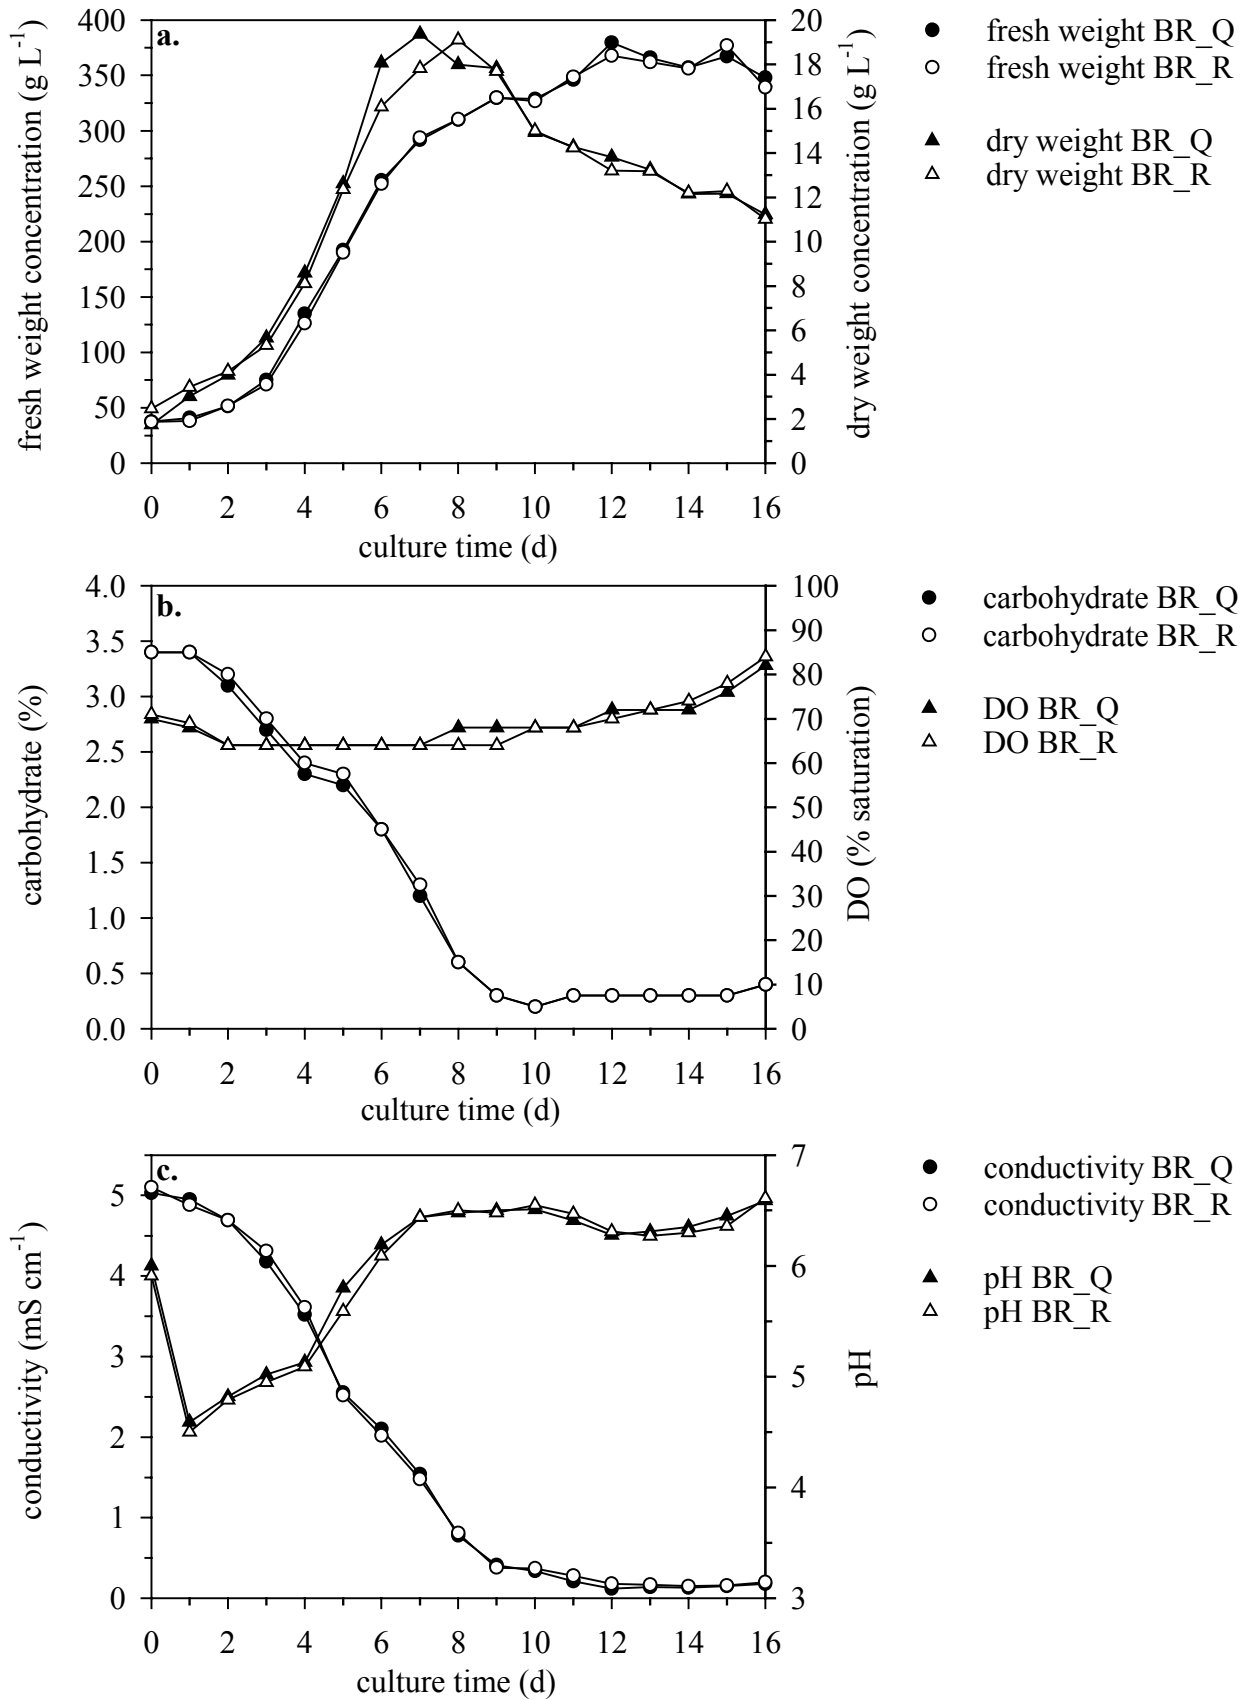 a.
fresh weight concentration (g L-1)
400
350
300
250
200
150
100
50
0
20
18
16
14
12
10
8
6
4
2
0
dry weight concentration (g L-1)
0 2 4 6 8 10 12 14 16
culture time (d)
fresh weight BR_Q
fresh weight BR_R
dry weight BR_Q
dry weight BR_R
b.
carbohydrate (%)
4.0
3.5
3.0
2.5
2.0
1.5
1.0
0.5
0.0
100
90
80
70
60
50
40
30
20
10
0
DO (% saturation)
0 2 4 6 8 10 12 14 16
culture time (d)
carbohydrate BR_Q
carbohydrate BR_R
DO BR_Q
DO BR_R
c.
conductivity (mS cm-1)
5
4
3
2
1
0
7
6
5
4
3
pH
0 2 4 6 8 10 12 14 16
culture time (d)
conductivity BR_Q
conductivity BR_R
pH BR_Q
pH BR_R